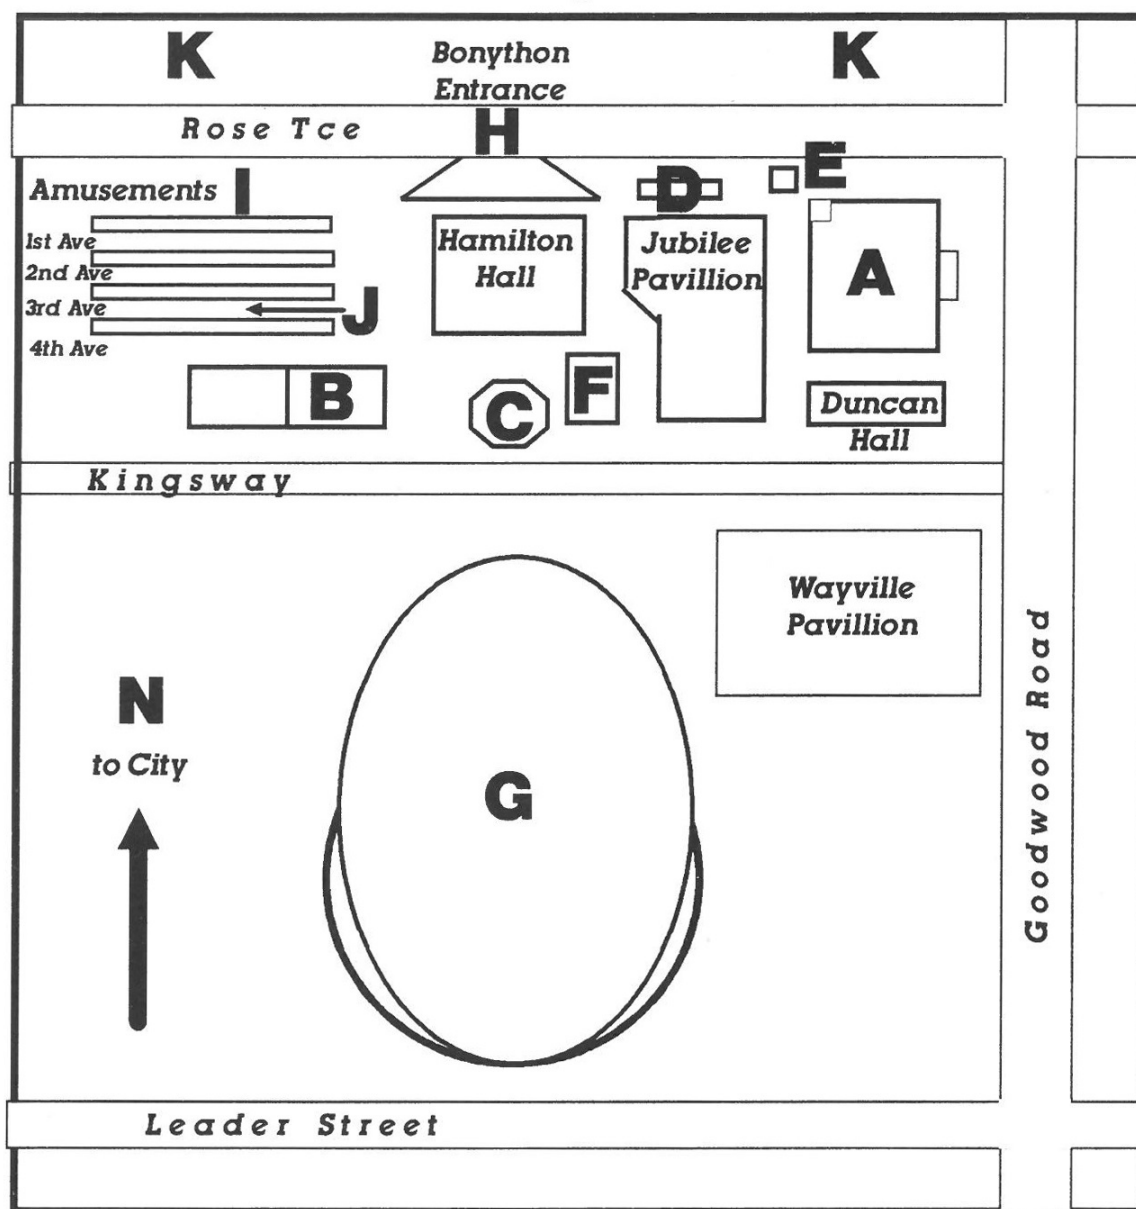 K
Bonython
Entrance
K
Rose Tce
H
Amusements
I
D
E
1st Ave
2nd Ave
3rd Ave
4th Ave
J
Hamilton
Hall
Jubilee
Pavillion
A
B
C
F
Duncan
Hall
Kingsway
Wayville
Pavillion
N
to City
G
Goodwood Road
Leader Street